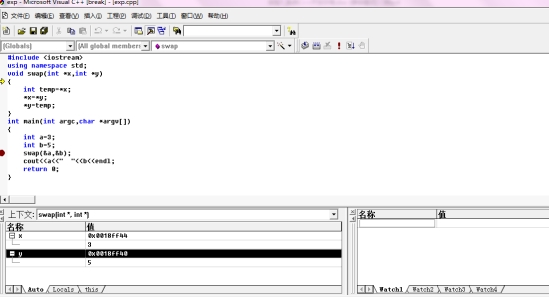 exp - Microsoft Visual C++ [break] - [exp.cpp]
文件(F) 编辑(E) 查看(V) 插入(I) 工程(P) 调试(D) 工具(T) 窗口(W) 帮助(H)
(Globals) (All global members swap
#include <iostream>
using namespace std;
void swap(int *x,int *y)
{
int temp=*x;
*x=*y;
*y=temp;
}
int main(int argc,char *argv[])
{
int a=3;
int b=5;
swap(&a,&b);
cout<<a<<"  "<<b<<endl;
return 0;
}
上下文: swap(int *, int *)
名称 值
x 0x0018ff44
3
y 0x0018ff40
5
Auto Locals this
名称 值
Watch1 Watch2 Watch3 Watch4